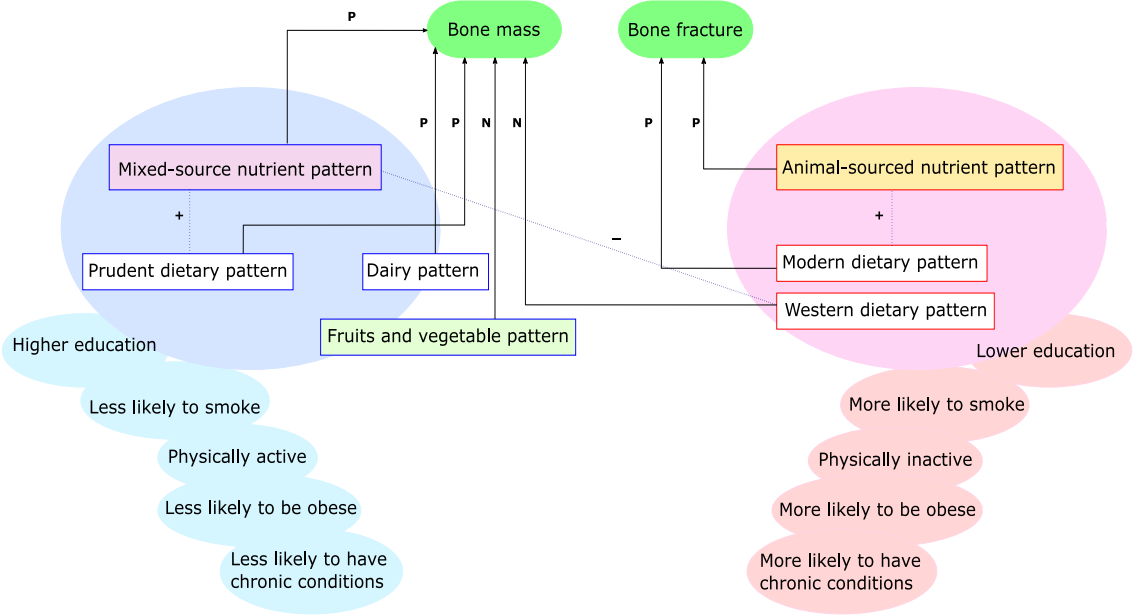 P
Bone mass
Bone fracture
P
P
N
N
P
P
Mixed-source nutrient pattern
Animal-sourced nutrient pattern
+
+
–
Prudent dietary pattern
Dairy pattern
Modern dietary pattern
Western dietary pattern
Fruits and vegetable pattern
Higher education
Less likely to smoke
Physically active
Less likely to be obese
Less likely to have
chronic conditions
Lower education
More likely to smoke
Physically inactive
More likely to be obese
More likely to have
chronic conditions